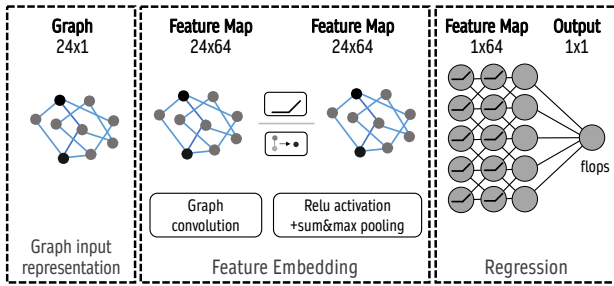 Graph
24x1
Graph input
representation
Feature Map
24x64
Feature Map
24x64
Graph
convolution
Relu activation
+sum&max pooling
Feature Embedding
Feature Map
1x64
Output
1x1
flops
Regression